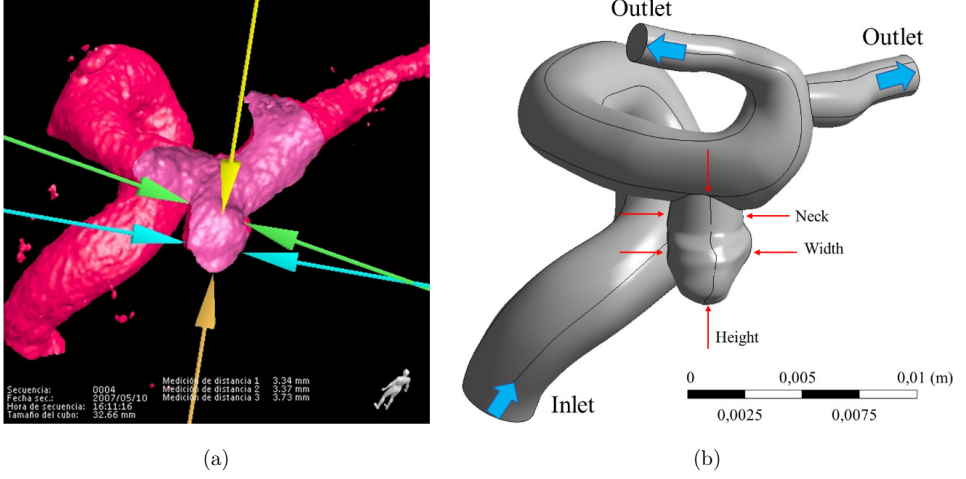 Outlet
Outlet
Neck
Width
Height
Inlet
Medición de distancia 1 3.34 mm
Medición de distancia 2 3.37 mm
Medición de distancia 3 3.73 mm
Secuencia: 0004
Fecha sec.: 2007/05/10
Hora de secuencia: 16:11:16
Tamaño del cubo: 32.66 mm
0 0,005 0,01 (m)
0,0025 0,0075
(a) (b)